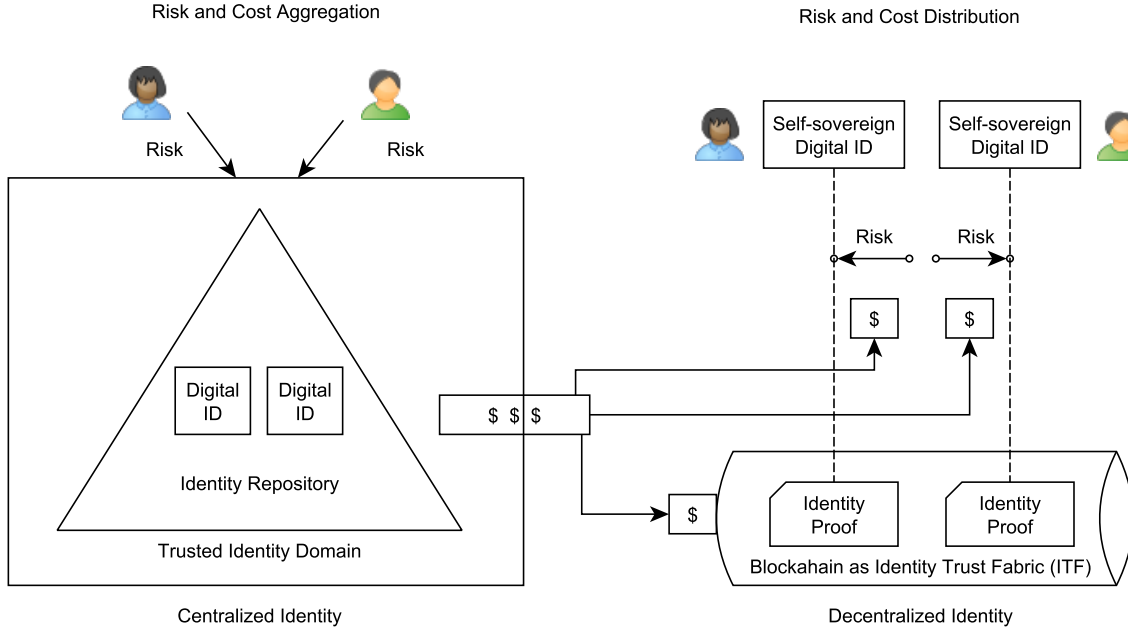 Risk and Cost Aggregation
Risk
Risk
Digital
ID
Digital
ID
Identity Repository
Trusted Identity Domain
Centralized Identity
$ $ $
Risk and Cost Distribution
Self-sovereign
Digital ID
Self-sovereign
Digital ID
Risk
Risk
$
$
$
Identity
Proof
Identity
Proof
Blockahain as Identity Trust Fabric (ITF)
Decentralized Identity